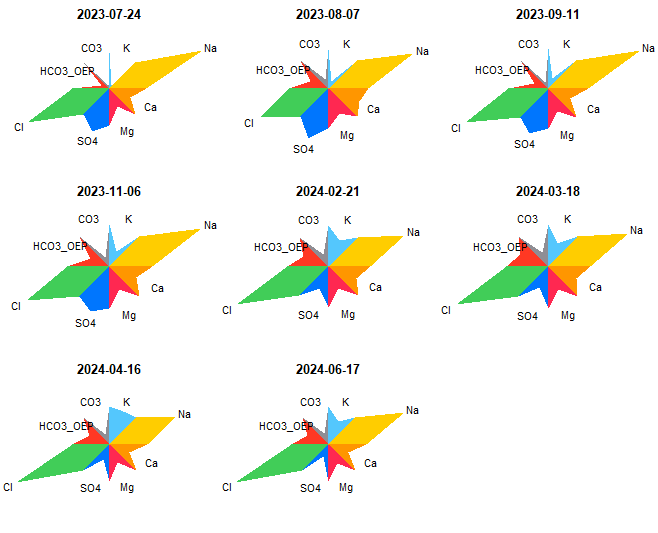 2023-07-24 2023-08-07 2023-09-11
CO3 K Na CO3 K Na CO3 K Na
HCO3_OEP HCO3_OEP HCO3_OEP
Cl SO4 Mg Ca Cl SO4 Mg Ca Cl SO4 Mg Ca
2023-11-06 2024-02-21 2024-03-18
CO3 K Na CO3 K Na CO3 K Na
HCO3_OEP HCO3_OEP HCO3_OEP
Cl SO4 Mg Ca Cl SO4 Mg Ca Cl SO4 Mg Ca
2024-04-16 2024-06-17
CO3 K Na CO3 K Na
HCO3_OEP HCO3_OEP
Cl SO4 Mg Ca Cl SO4 Mg Ca